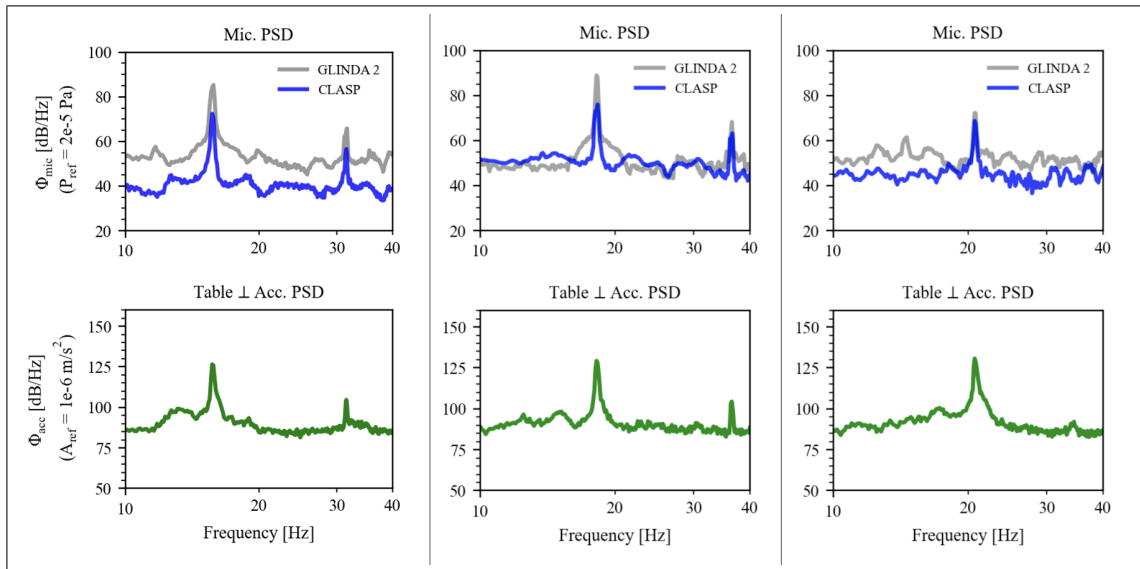 Mic. PSD
Φmic [dB/Hz]
(Pref = 2e-5 Pa)
100
80
60
40
20
GLINDA 2
CLASP
10 20 30 40
Mic. PSD
100
80
60
40
20
GLINDA 2
CLASP
10 20 30 40
Mic. PSD
100
80
60
40
20
GLINDA 2
CLASP
10 20 30 40
Table ⊥ Acc. PSD
Φacc [dB/Hz]
(Aref = 1e-6 m/s²)
150
125
100
75
50
10 20 30 40
Frequency [Hz]
Table ⊥ Acc. PSD
150
125
100
75
50
10 20 30 40
Frequency [Hz]
Table ⊥ Acc. PSD
150
125
100
75
50
10 20 30 40
Frequency [Hz]